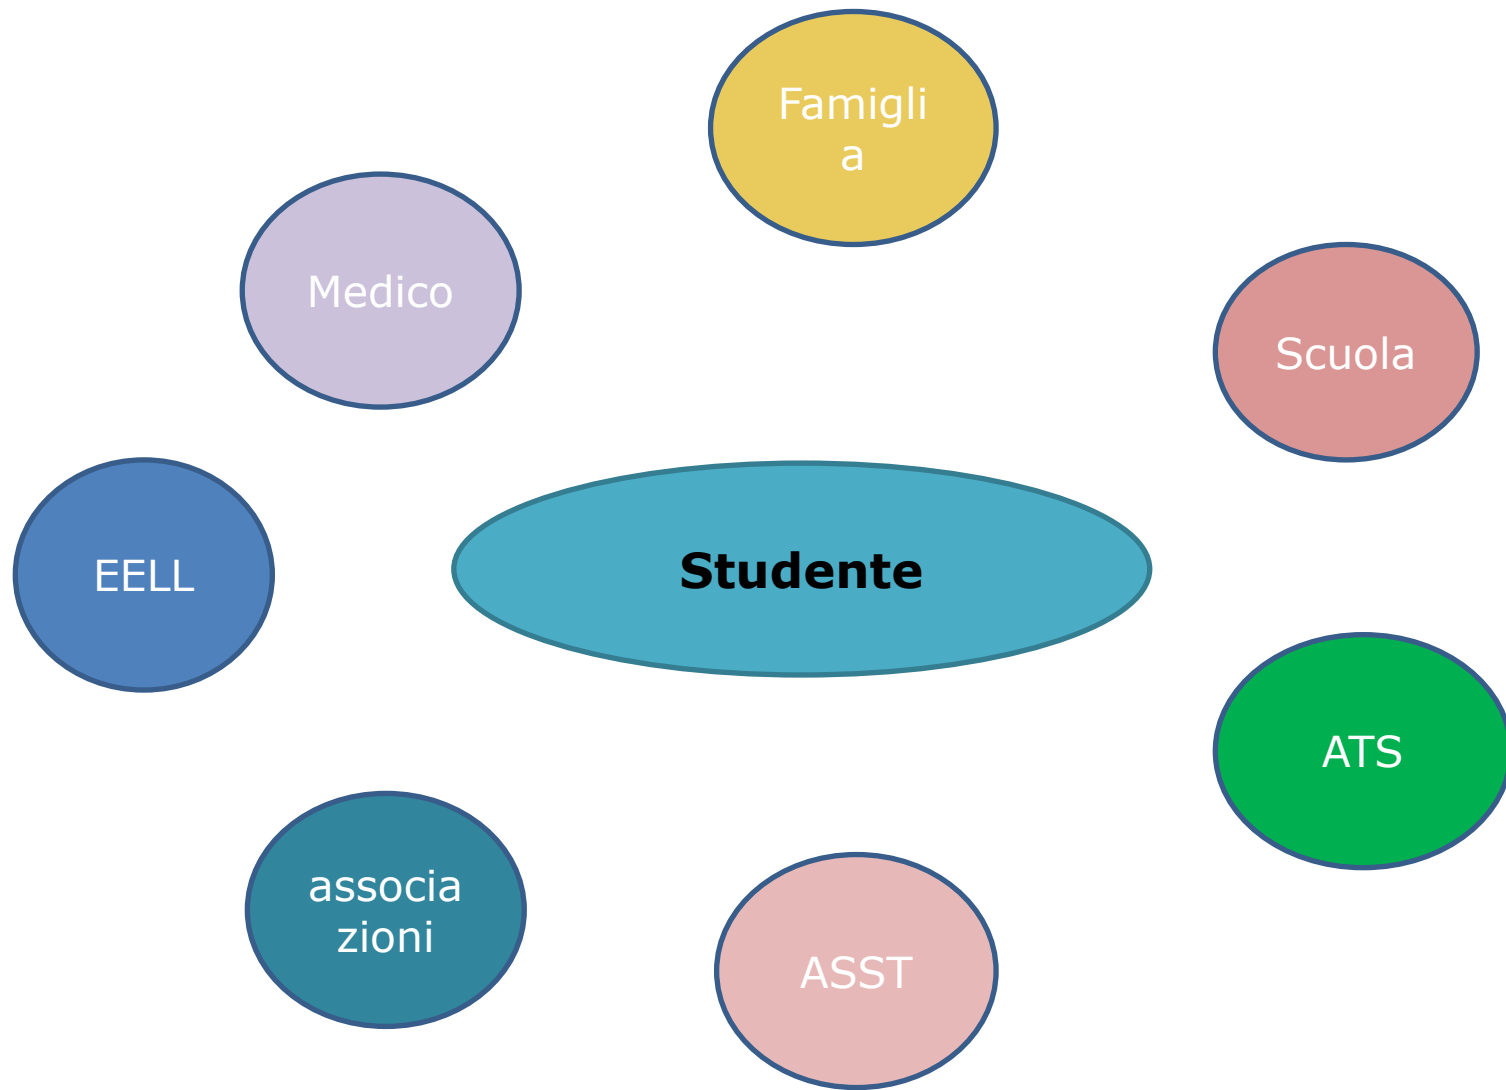 Famigli
a
Medico
Scuola
EELL
Studente
ATS
associa
zioni
ASST